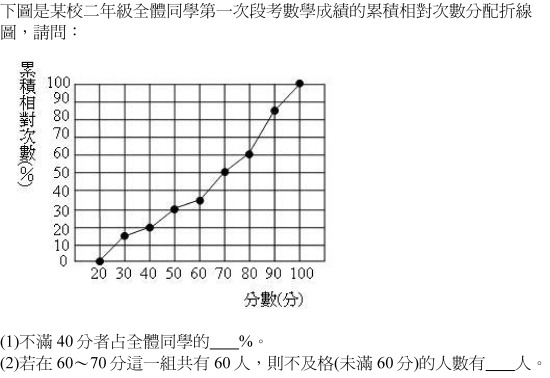 下圖是某校二年級全體同學第一次段考數學成績的累積相對次數分配折線
圖，請問：
累積相對次數(%)
100
90
80
70
60
50
40
30
20
10
0
20 30 40 50 60 70 80 90 100
分數(分)
(1)不滿 40 分者占全體同學的____%。
(2)若在 60～70 分這一組共有 60 人，則不及格(未滿 60 分)的人數有____人。